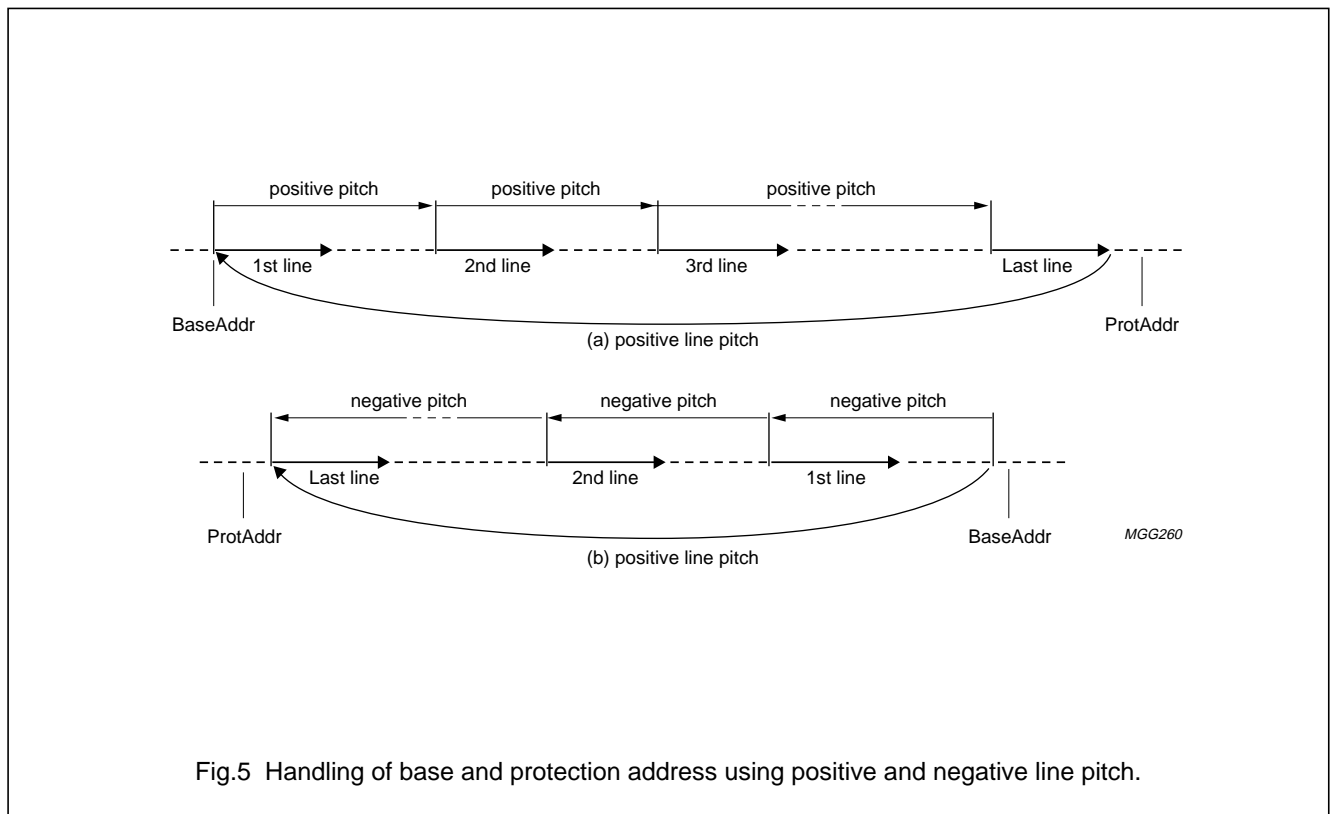 positive pitch positive pitch positive pitch
1st line 2nd line 3rd line Last line
BaseAddr ProtAddr
(a) positive line pitch
negative pitch negative pitch negative pitch
Last line 2nd line 1st line
ProtAddr BaseAddr MGG260
(b) positive line pitch
Fig.5 Handling of base and protection address using positive and negative line pitch.